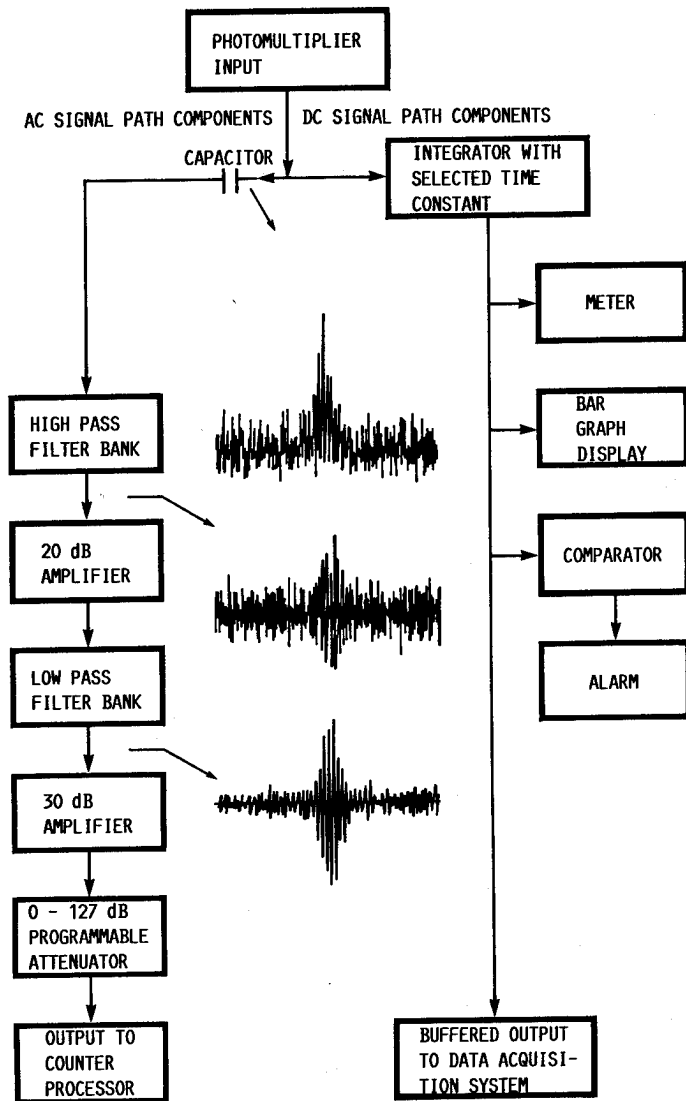 PHOTOMULTIPLIER
INPUT
AC SIGNAL PATH COMPONENTS
DC SIGNAL PATH COMPONENTS
CAPACITOR
INTEGRATOR WITH
SELECTED TIME
CONSTANT
METER
HIGH PASS
FILTER BANK
BAR
GRAPH
DISPLAY
20 dB
AMPLIFIER
COMPARATOR
LOW PASS
FILTER BANK
ALARM
30 dB
AMPLIFIER
0 - 127 dB
PROGRAMMABLE
ATTENUATOR
OUTPUT TO
COUNTER
PROCESSOR
BUFFERED OUTPUT
TO DATA ACQUISI-
TION SYSTEM